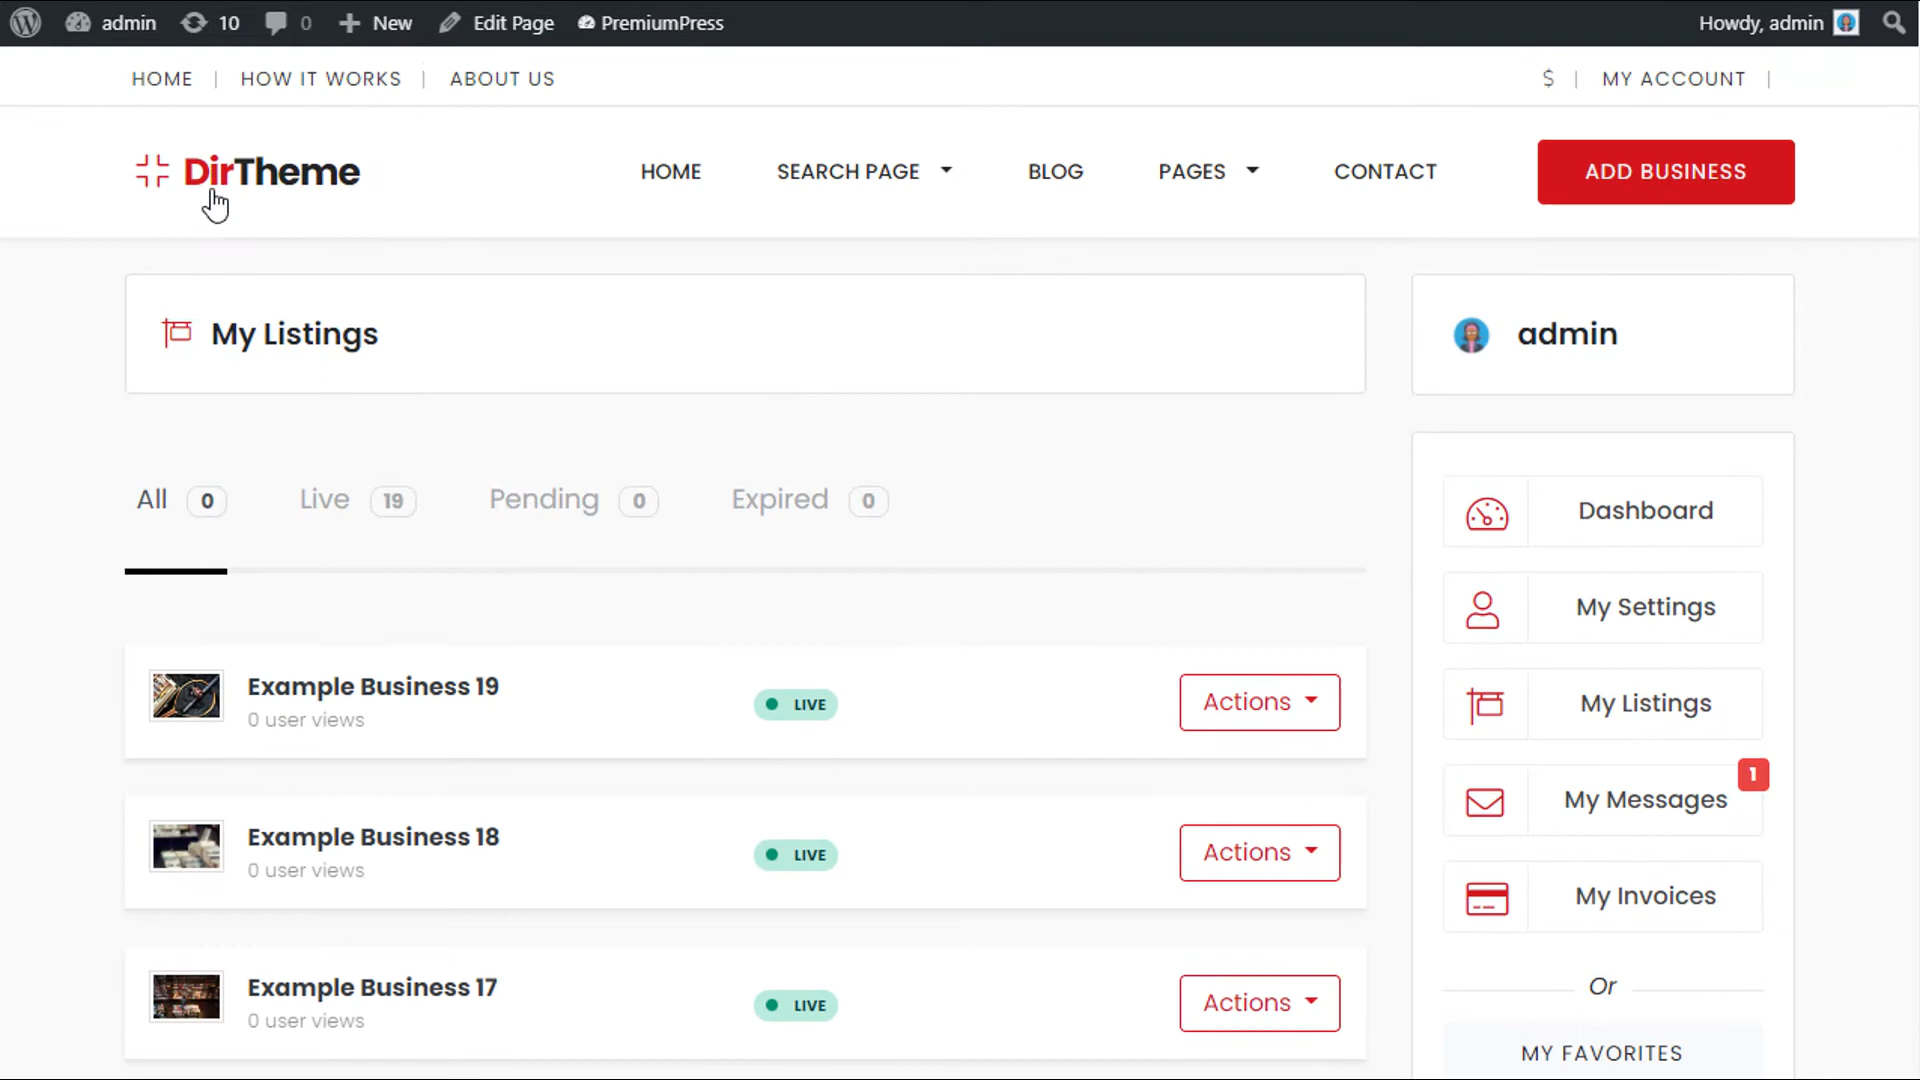 admin 10 0 New Edit Page PremiumPress Howdy, admin
HOME | HOW IT WORKS | ABOUT US $ | MY ACCOUNT |
DirTheme HOME SEARCH PAGE BLOG PAGES CONTACT ADD BUSINESS
My Listings
admin
All 0 Live 19 Pending 0 Expired 0
Example Business 19
0 user views
LIVE
Actions
Example Business 18
0 user views
LIVE
Actions
Example Business 17
0 user views
LIVE
Actions
Dashboard
My Settings
My Listings
1
My Messages
My Invoices
Or
MY FAVORITES